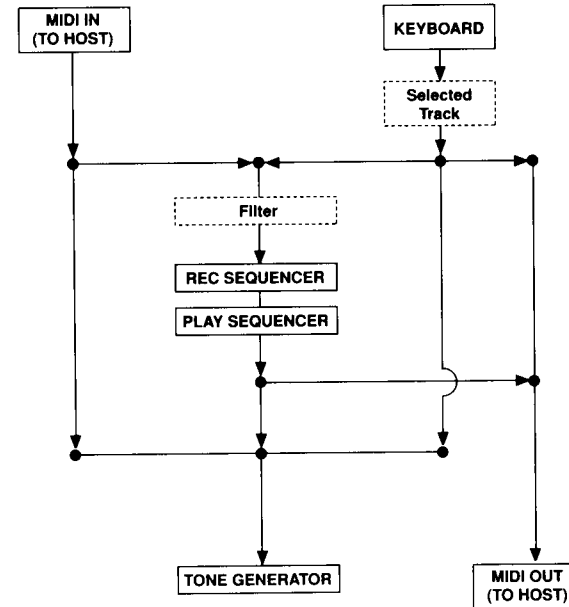 MIDI IN
(TO HOST)
KEYBOARD
Selected
Track
Filter
REC SEQUENCER
PLAY SEQUENCER
TONE GENERATOR
MIDI OUT
(TO HOST)